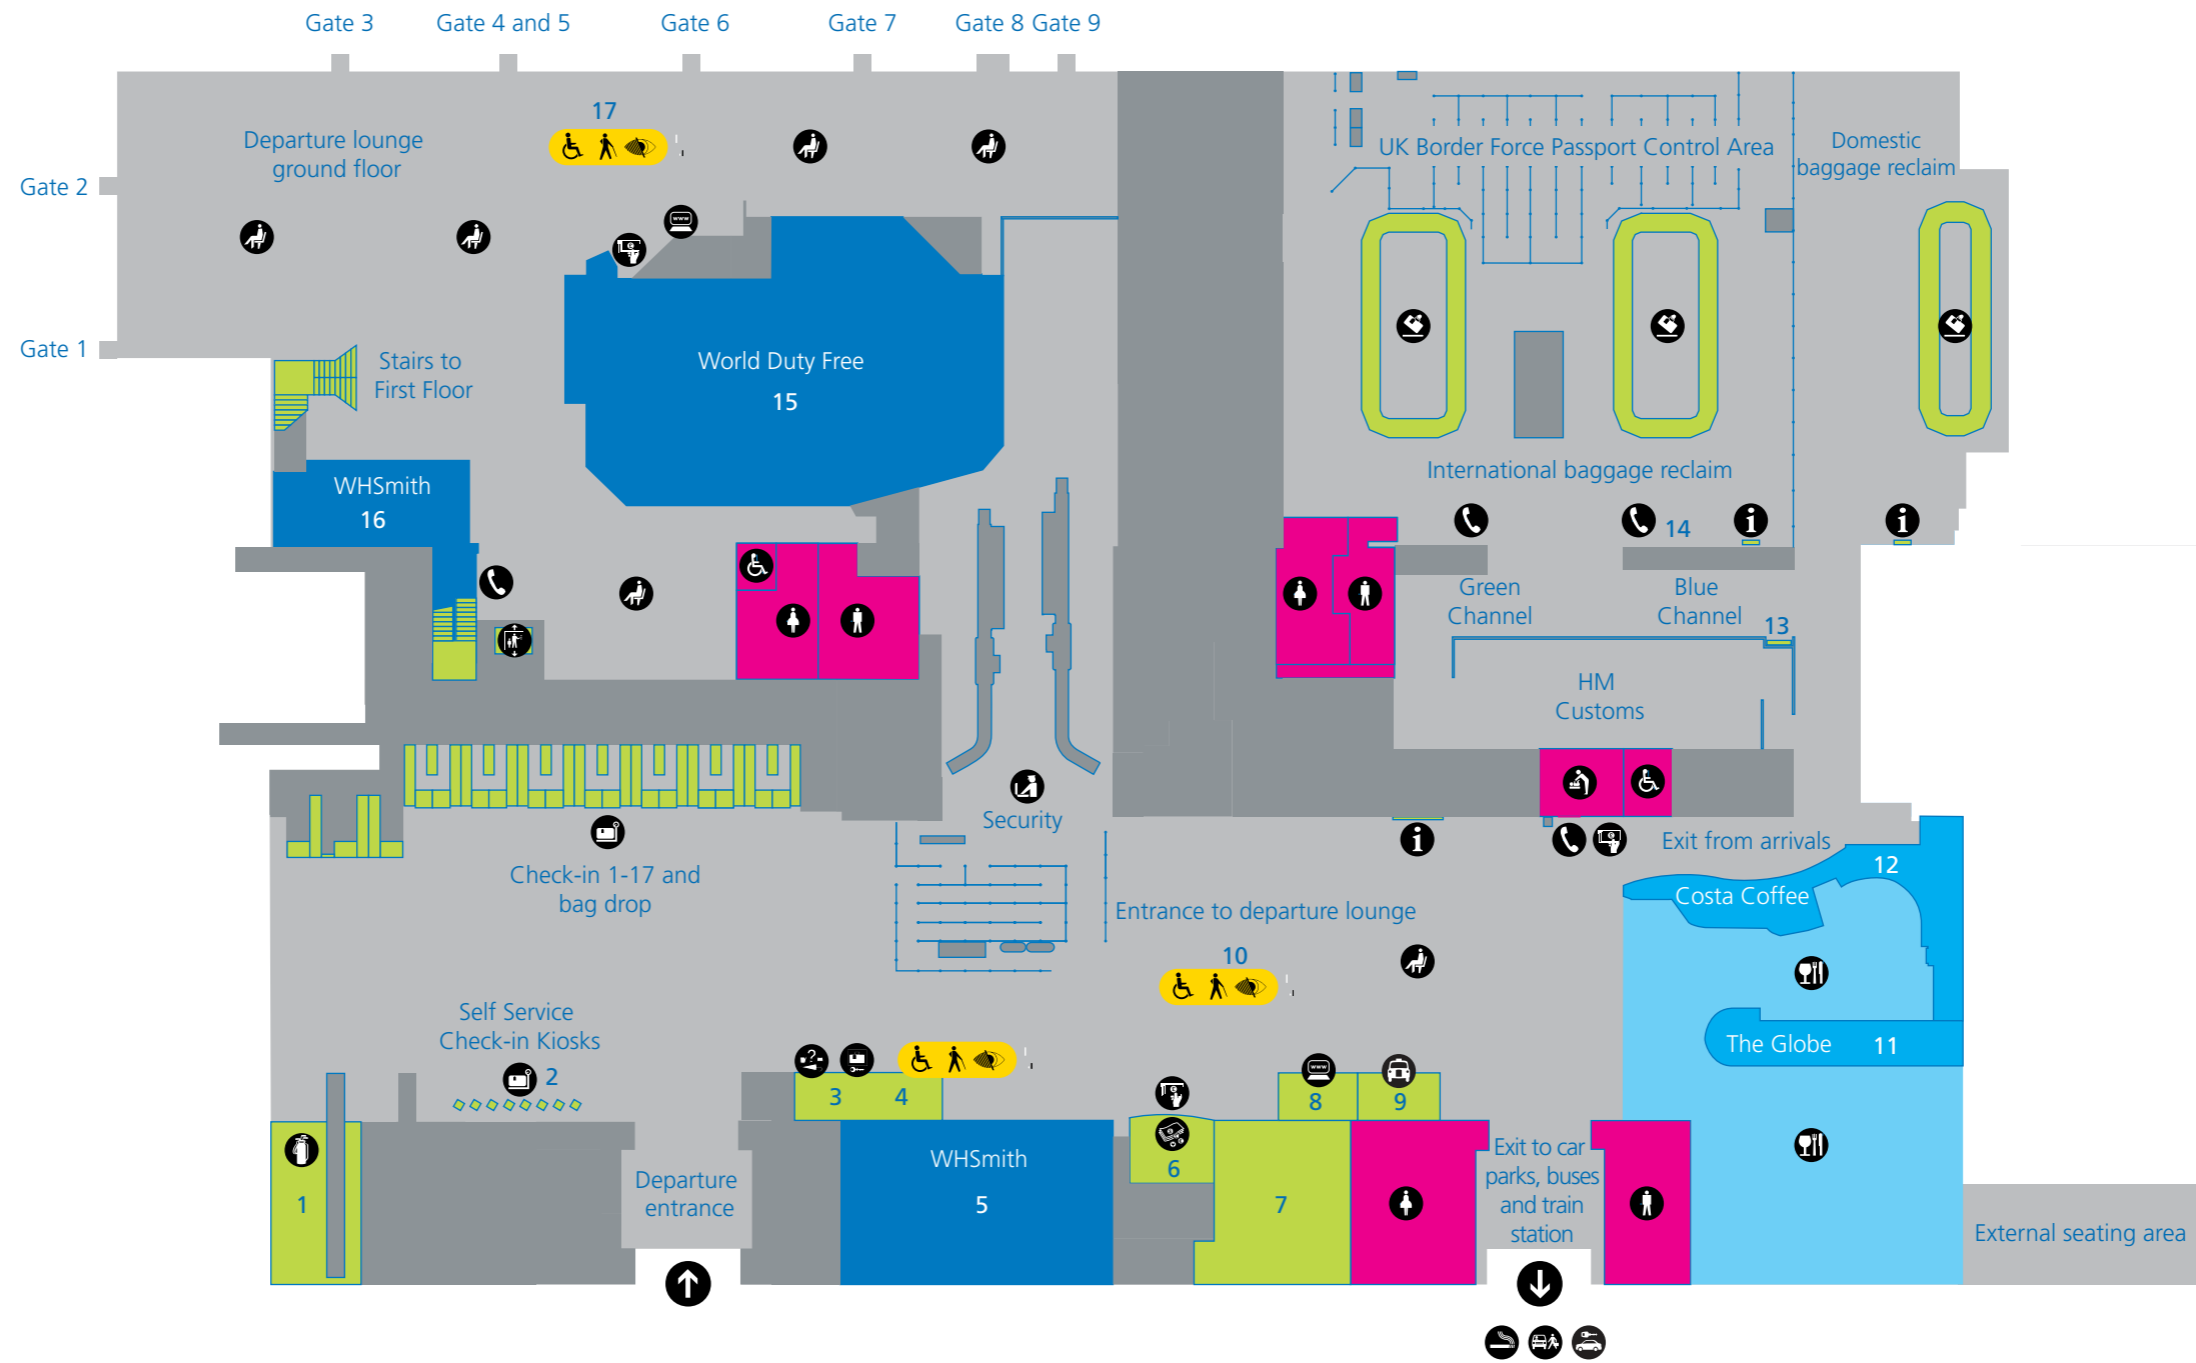 Gate 3
Gate 4 and 5
Gate 6
Gate 7
Gate 8
Gate 9
17
Departure lounge
ground floor
UK Border Force Passport Control Area
Domestic
baggage reclaim
Gate 2
www
Gate 1
Stairs to
First Floor
World Duty Free
15
International baggage reclaim
WHSmith
16
14
Green
Channel
Blue
Channel
13
HM
Customs
Security
Check-in 1-17 and
bag drop
Exit from arrivals
12
Costa Coffee
Entrance to departure lounge
10
Self Service
Check-in Kiosks
2
The Globe
11
www
3
4
8
9
WHSmith
5
6
7
1
Departure
entrance
Exit to car
parks, buses
and train
station
External seating area